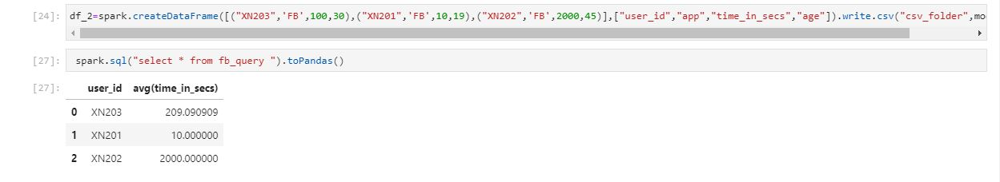 [24]: df_2=spark.createDataFrame([("XN203",'FB',100,30),("XN201",'FB',10,19),("XN202",'FB',2000,45)],["user_id","app","time_in_secs","age"]).write.csv("csv_folder",mo
[27]: spark.sql("select * from fb_query ").toPandas()
[27]: user_id avg(time_in_secs)
0 XN203 209.090909
1 XN201 10.000000
2 XN202 2000.000000